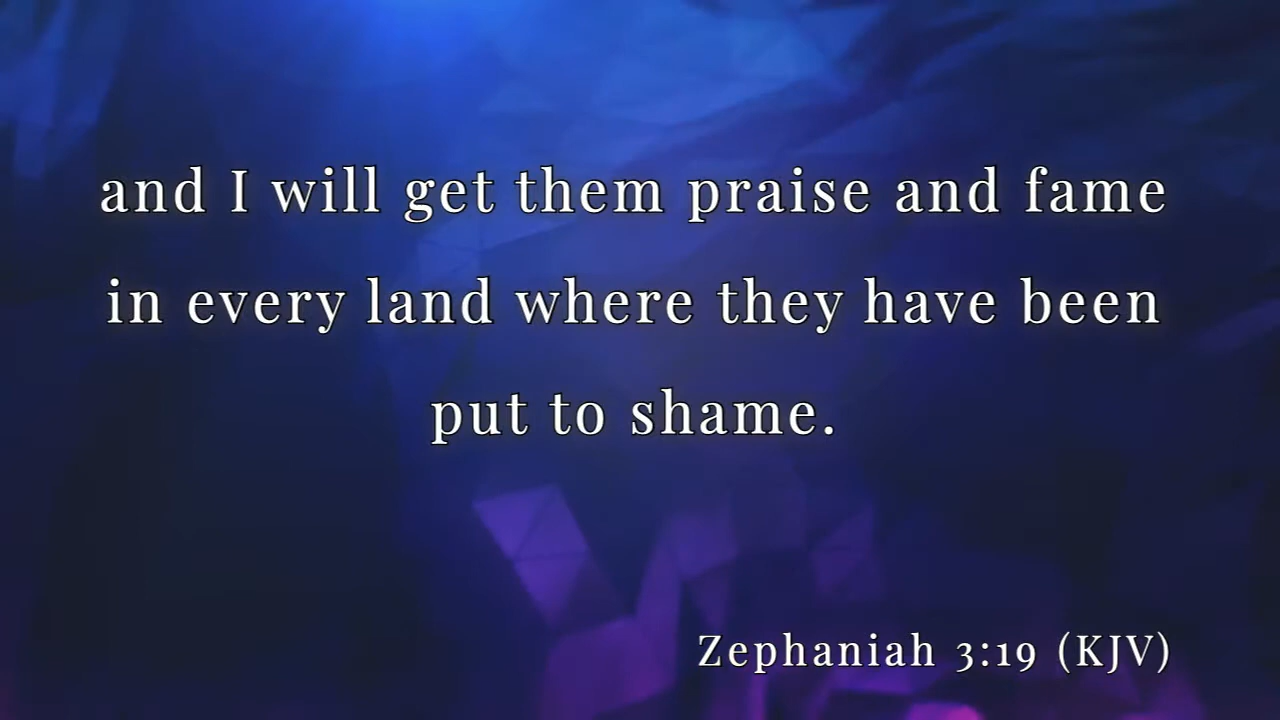 and I will get them praise and fame
in every land where they have been
put to shame.
Zephaniah 3:19 (KJV)